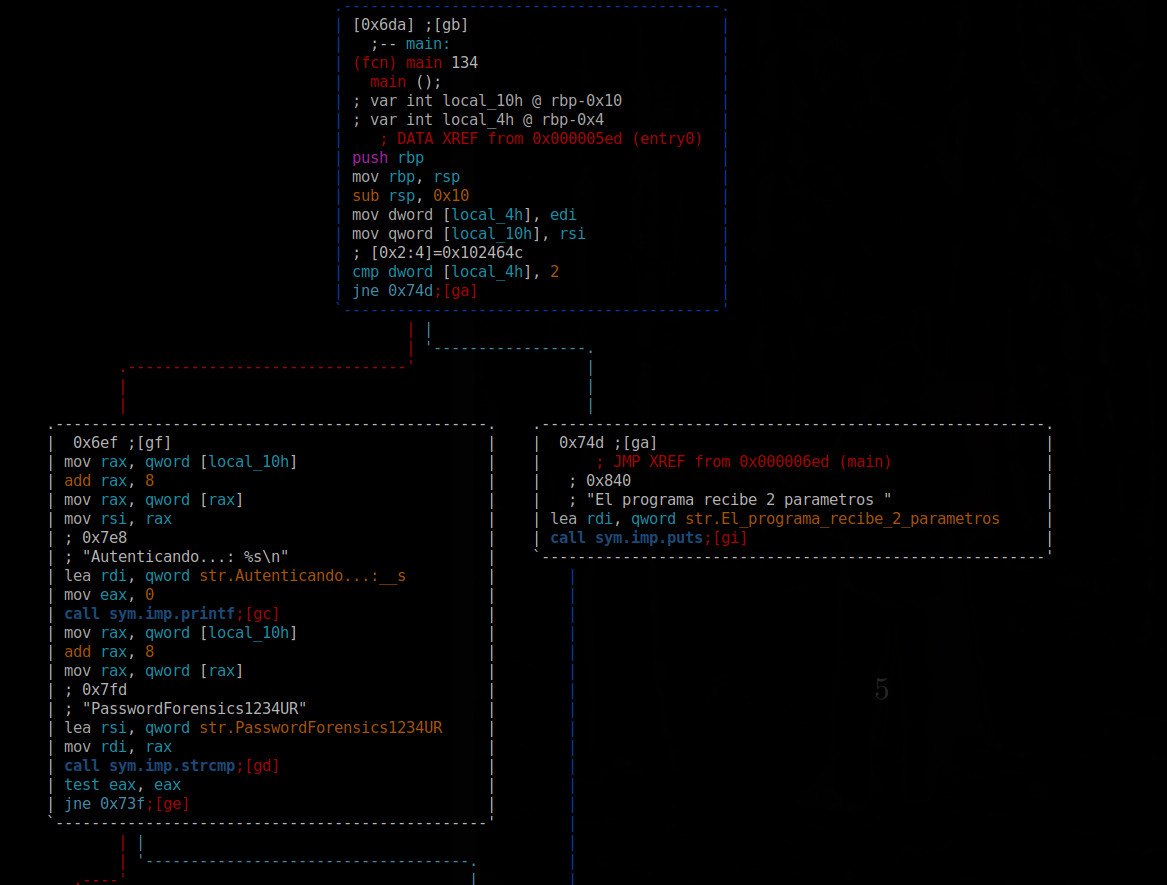 [0x6da] ;[gb]
;-- main:
(fcn) main 134
main ();
; var int local_10h @ rbp-0x10
; var int local_4h @ rbp-0x4
; DATA XREF from 0x000005ed (entry0)
push rbp
mov rbp, rsp
sub rsp, 0x10
mov dword [local_4h], edi
mov qword [local_10h], rsi
; [0x2:4]=0x102464c
cmp dword [local_4h], 2
jne 0x74d;[ga]
0x6ef ;[gf]
mov rax, qword [local_10h]
add rax, 8
mov rax, qword [rax]
mov rsi, rax
; 0x7e8
; "Autenticando...: %s\n"
lea rdi, qword str.Autenticando...:__s
mov eax, 0
call sym.imp.printf;[gc]
mov rax, qword [local_10h]
add rax, 8
mov rax, qword [rax]
; 0x7fd
; "PasswordForensics1234UR"
lea rsi, qword str.PasswordForensics1234UR
mov rdi, rax
call sym.imp.strcmp;[gd]
test eax, eax
jne 0x73f;[ge]
0x74d ;[ga]
; JMP XREF from 0x000006ed (main)
; 0x840
; "El programa recibe 2 parametros "
lea rdi, qword str.El_programa_recibe_2_parametros
call sym.imp.puts;[gi]
5